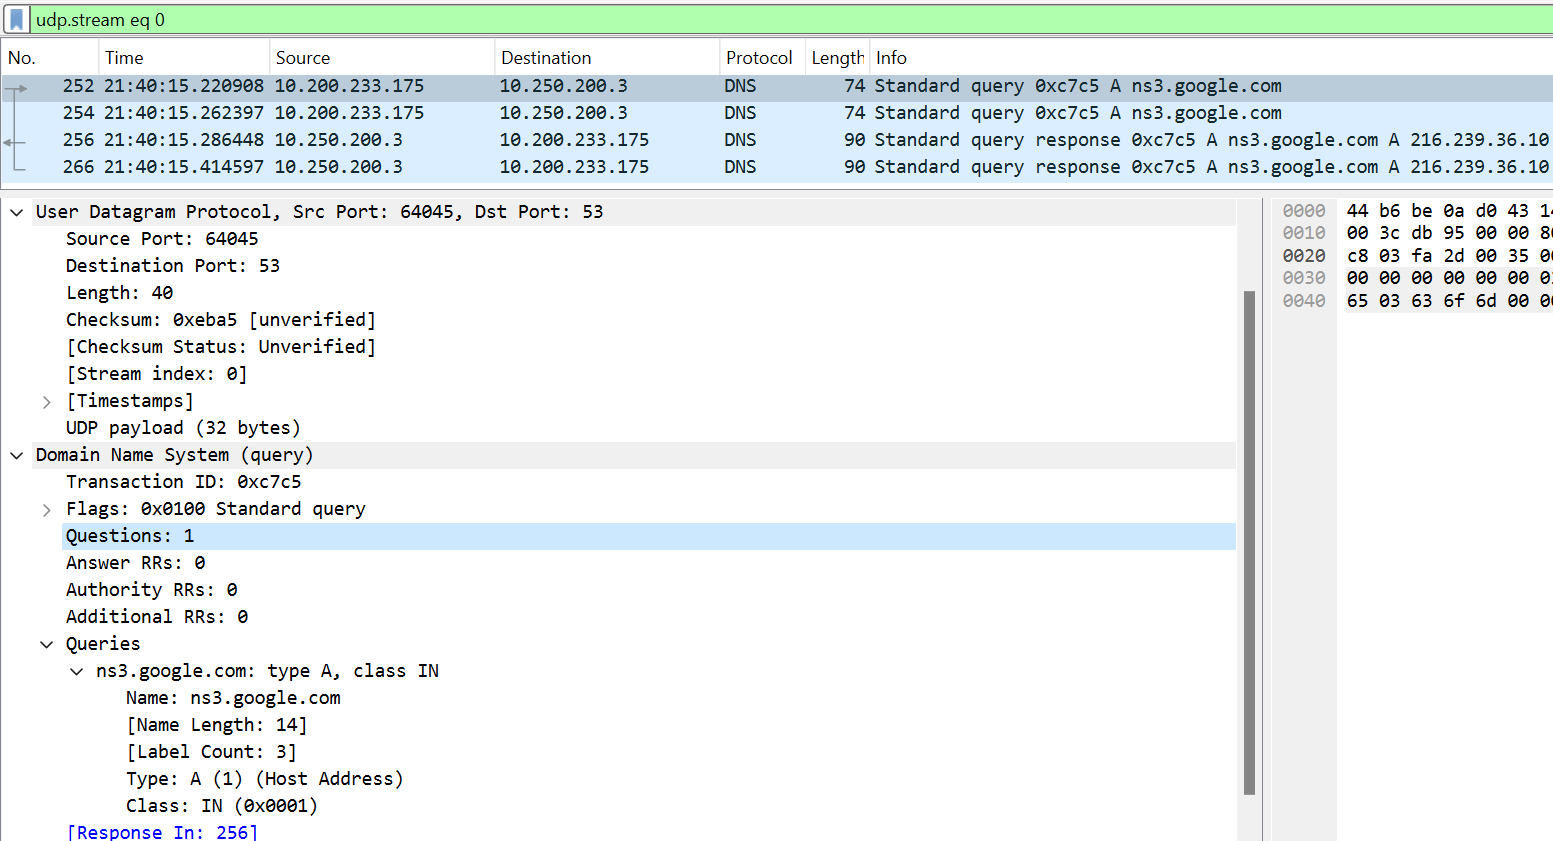 udp.stream eq 0
No. Time Source Destination Protocol Length Info
252 21:40:15.220908 10.200.233.175 10.250.200.3 DNS 74 Standard query 0xc7c5 A ns3.google.com
254 21:40:15.262397 10.200.233.175 10.250.200.3 DNS 74 Standard query 0xc7c5 A ns3.google.com
256 21:40:15.286448 10.250.200.3 10.200.233.175 DNS 90 Standard query response 0xc7c5 A ns3.google.com A 216.239.36.10
266 21:40:15.414597 10.250.200.3 10.200.233.175 DNS 90 Standard query response 0xc7c5 A ns3.google.com A 216.239.36.10
User Datagram Protocol, Src Port: 64045, Dst Port: 53
Source Port: 64045
Destination Port: 53
Length: 40
Checksum: 0xeba5 [unverified]
[Checksum Status: Unverified]
[Stream index: 0]
[Timestamps]
UDP payload (32 bytes)
Domain Name System (query)
Transaction ID: 0xc7c5
Flags: 0x0100 Standard query
Questions: 1
Answer RRs: 0
Authority RRs: 0
Additional RRs: 0
Queries
ns3.google.com: type A, class IN
Name: ns3.google.com
[Name Length: 14]
[Label Count: 3]
Type: A (1) (Host Address)
Class: IN (0x0001)
[Response In: 256]
0000 44 b6 be 0a d0 43
0010 00 3c db 95 00 00
0020 c8 03 fa 2d 00 35
0030 00 00 00 00 00 00
0040 65 03 63 6f 6d 00